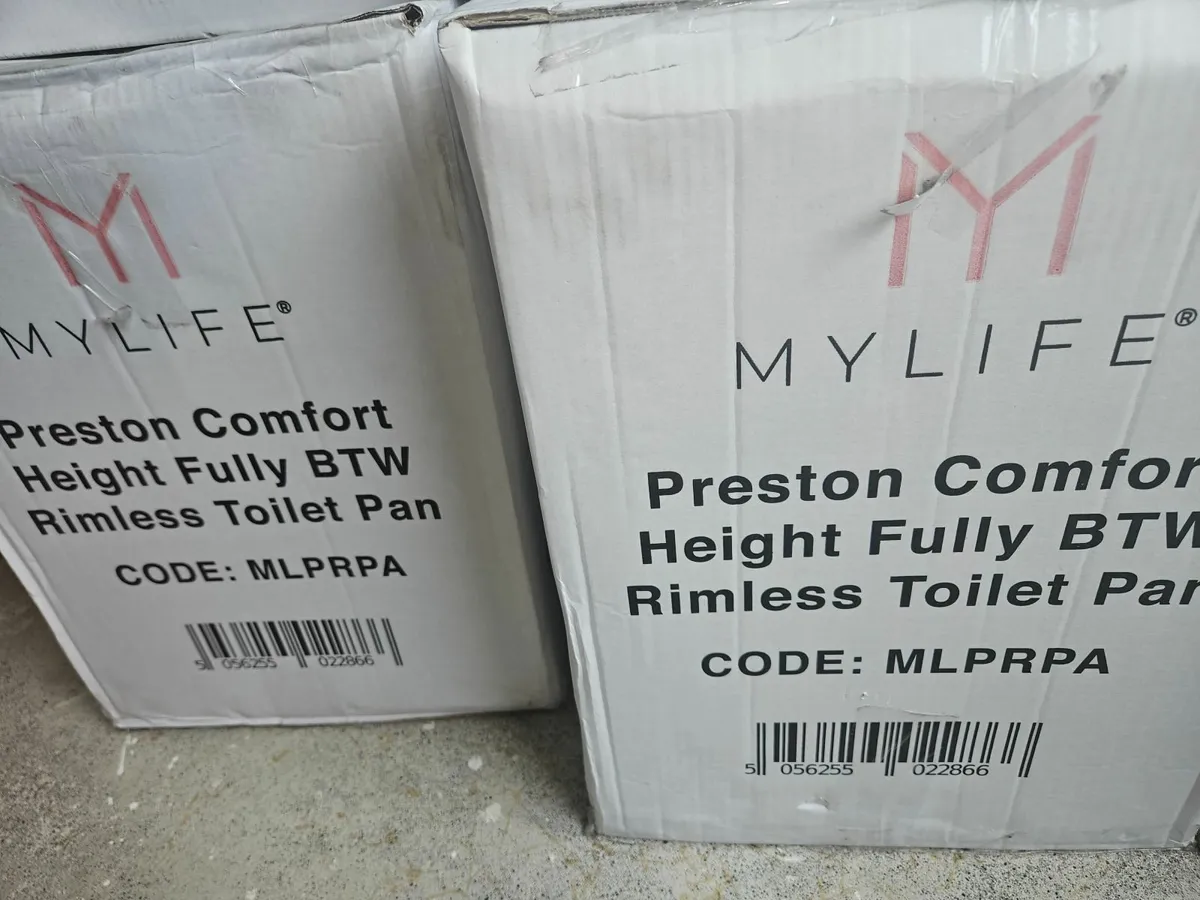 MYLIFE®
Preston Comfort
Height Fully BTW
Rimless Toilet Pan
CODE: MLPRPA
5 056255 022866
MYLIFE®
Preston Comfor
Height Fully BTW
Rimless Toilet Pan
CODE: MLPRPA
5 056255 022866